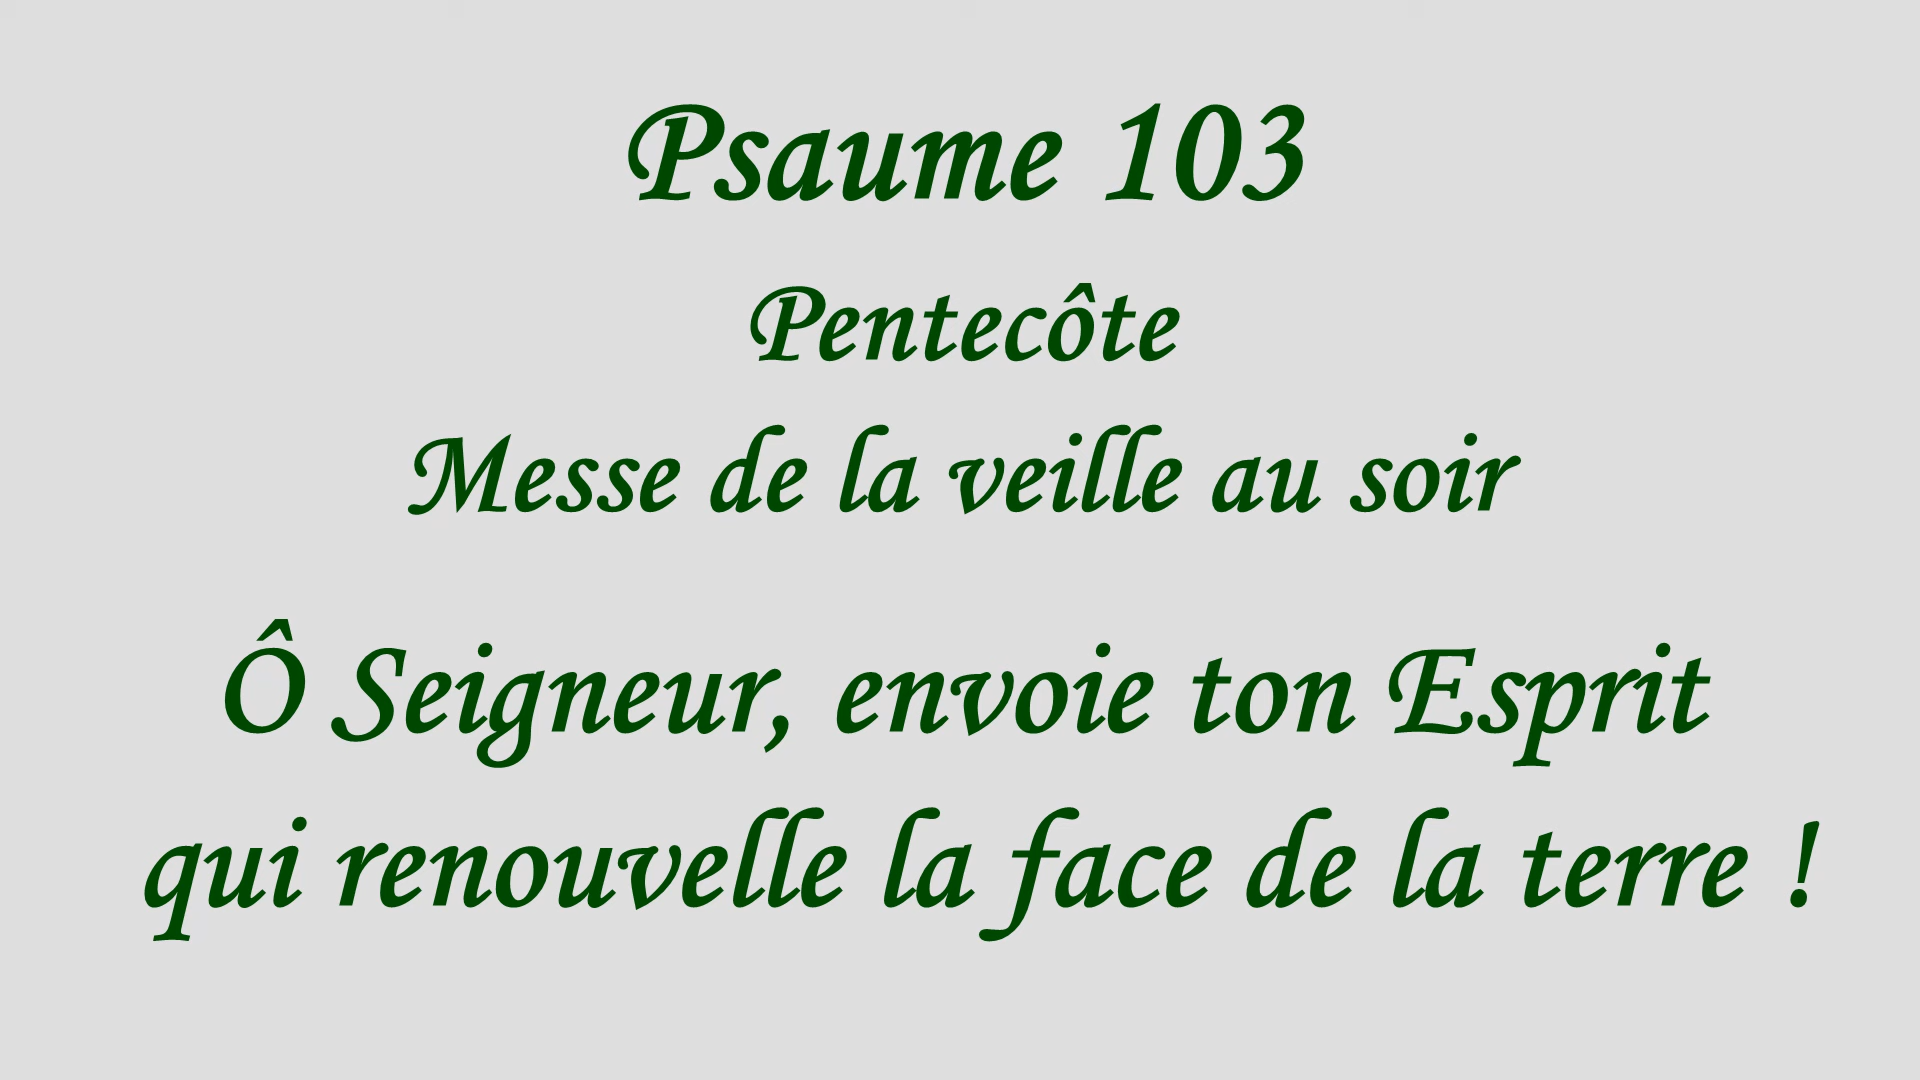 Psaume 103
Pentecôte
Messe de la veille au soir
Ô Seigneur, envoie ton Esprit
qui renouvelle la face de la terre !